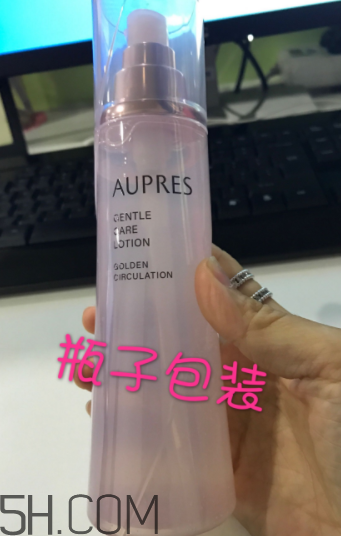 AUPRES
GENTLE
CARE
LOTION
GOLDEN
CIRCULATION
瓶子包装
5H.COM